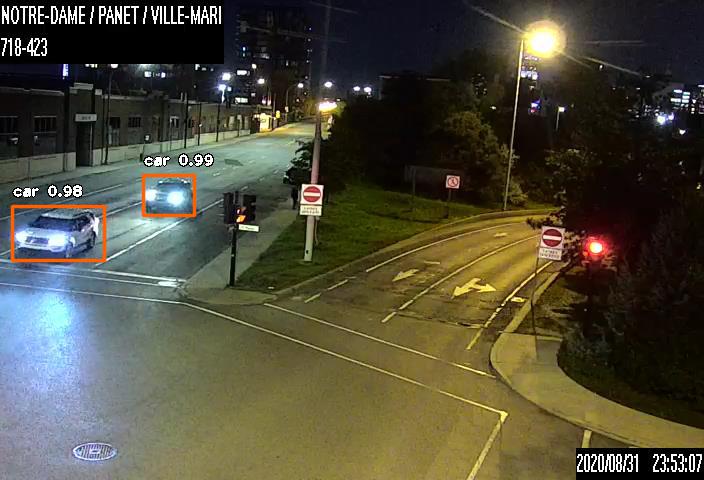 NOTRE-DAME / PANET / VILLE-MARI
718-423
car 0.99
car 0.98
2020/08/31 23:53:07